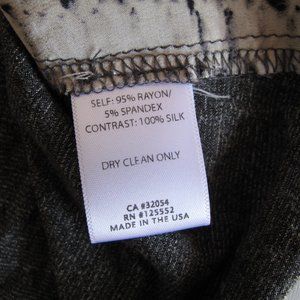 SELF: 95% RAYON/
5% SPANDEX
CONTRAST: 100% SILK
DRY CLEAN ONLY
CA #32054
RN #125552
MADE IN THE USA